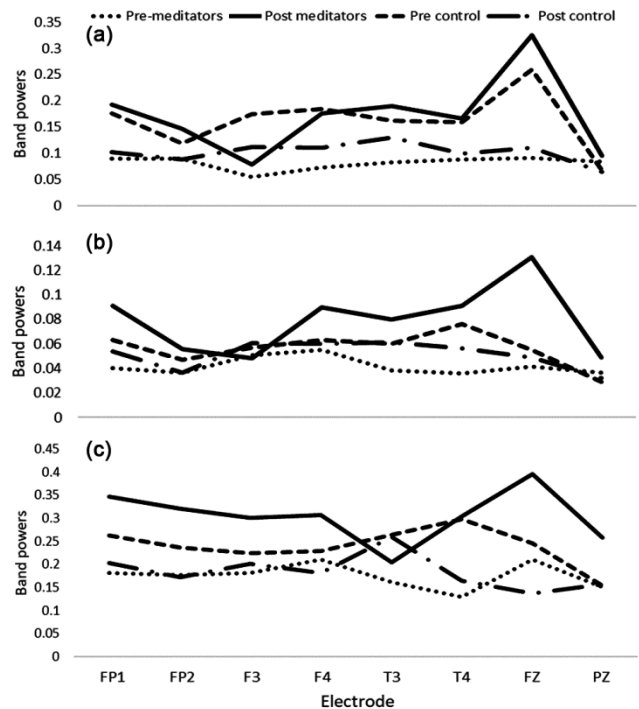 Pre-meditators Post meditators Pre control Post control
(a)
Band powers
0.35
0.3
0.25
0.2
0.15
0.1
0.05
0
(b)
Band powers
0.14
0.12
0.1
0.08
0.06
0.04
0.02
0
(c)
Band powers
0.45
0.4
0.35
0.3
0.25
0.2
0.15
0.1
0.05
0
FP1 FP2 F3 F4 T3 T4 FZ PZ
Electrode